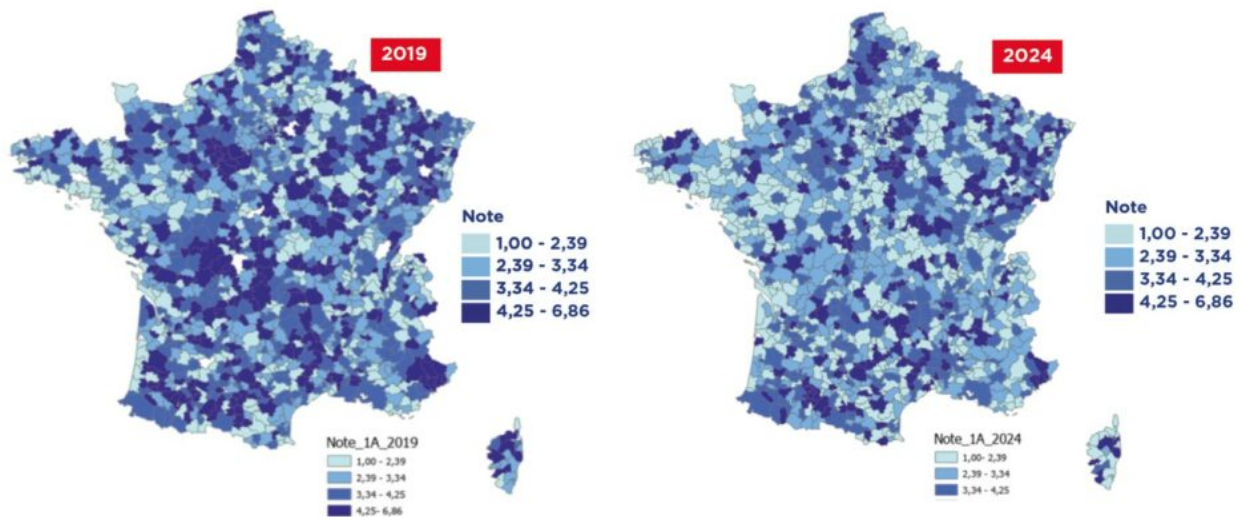 2019
Note
1,00 - 2,39
2,39 - 3,34
3,34 - 4,25
4,25 - 6,86
Note_1A_2019
1,00 - 2,39
2,39 - 3,34
3,34 - 4,25
4,25- 6,86
2024
Note
1,00 - 2,39
2,39 - 3,34
3,34 - 4,25
4,25 - 6,86
Note_1A_2024
1,00- 2,39
2,39 - 3,34
3,34 - 4,25